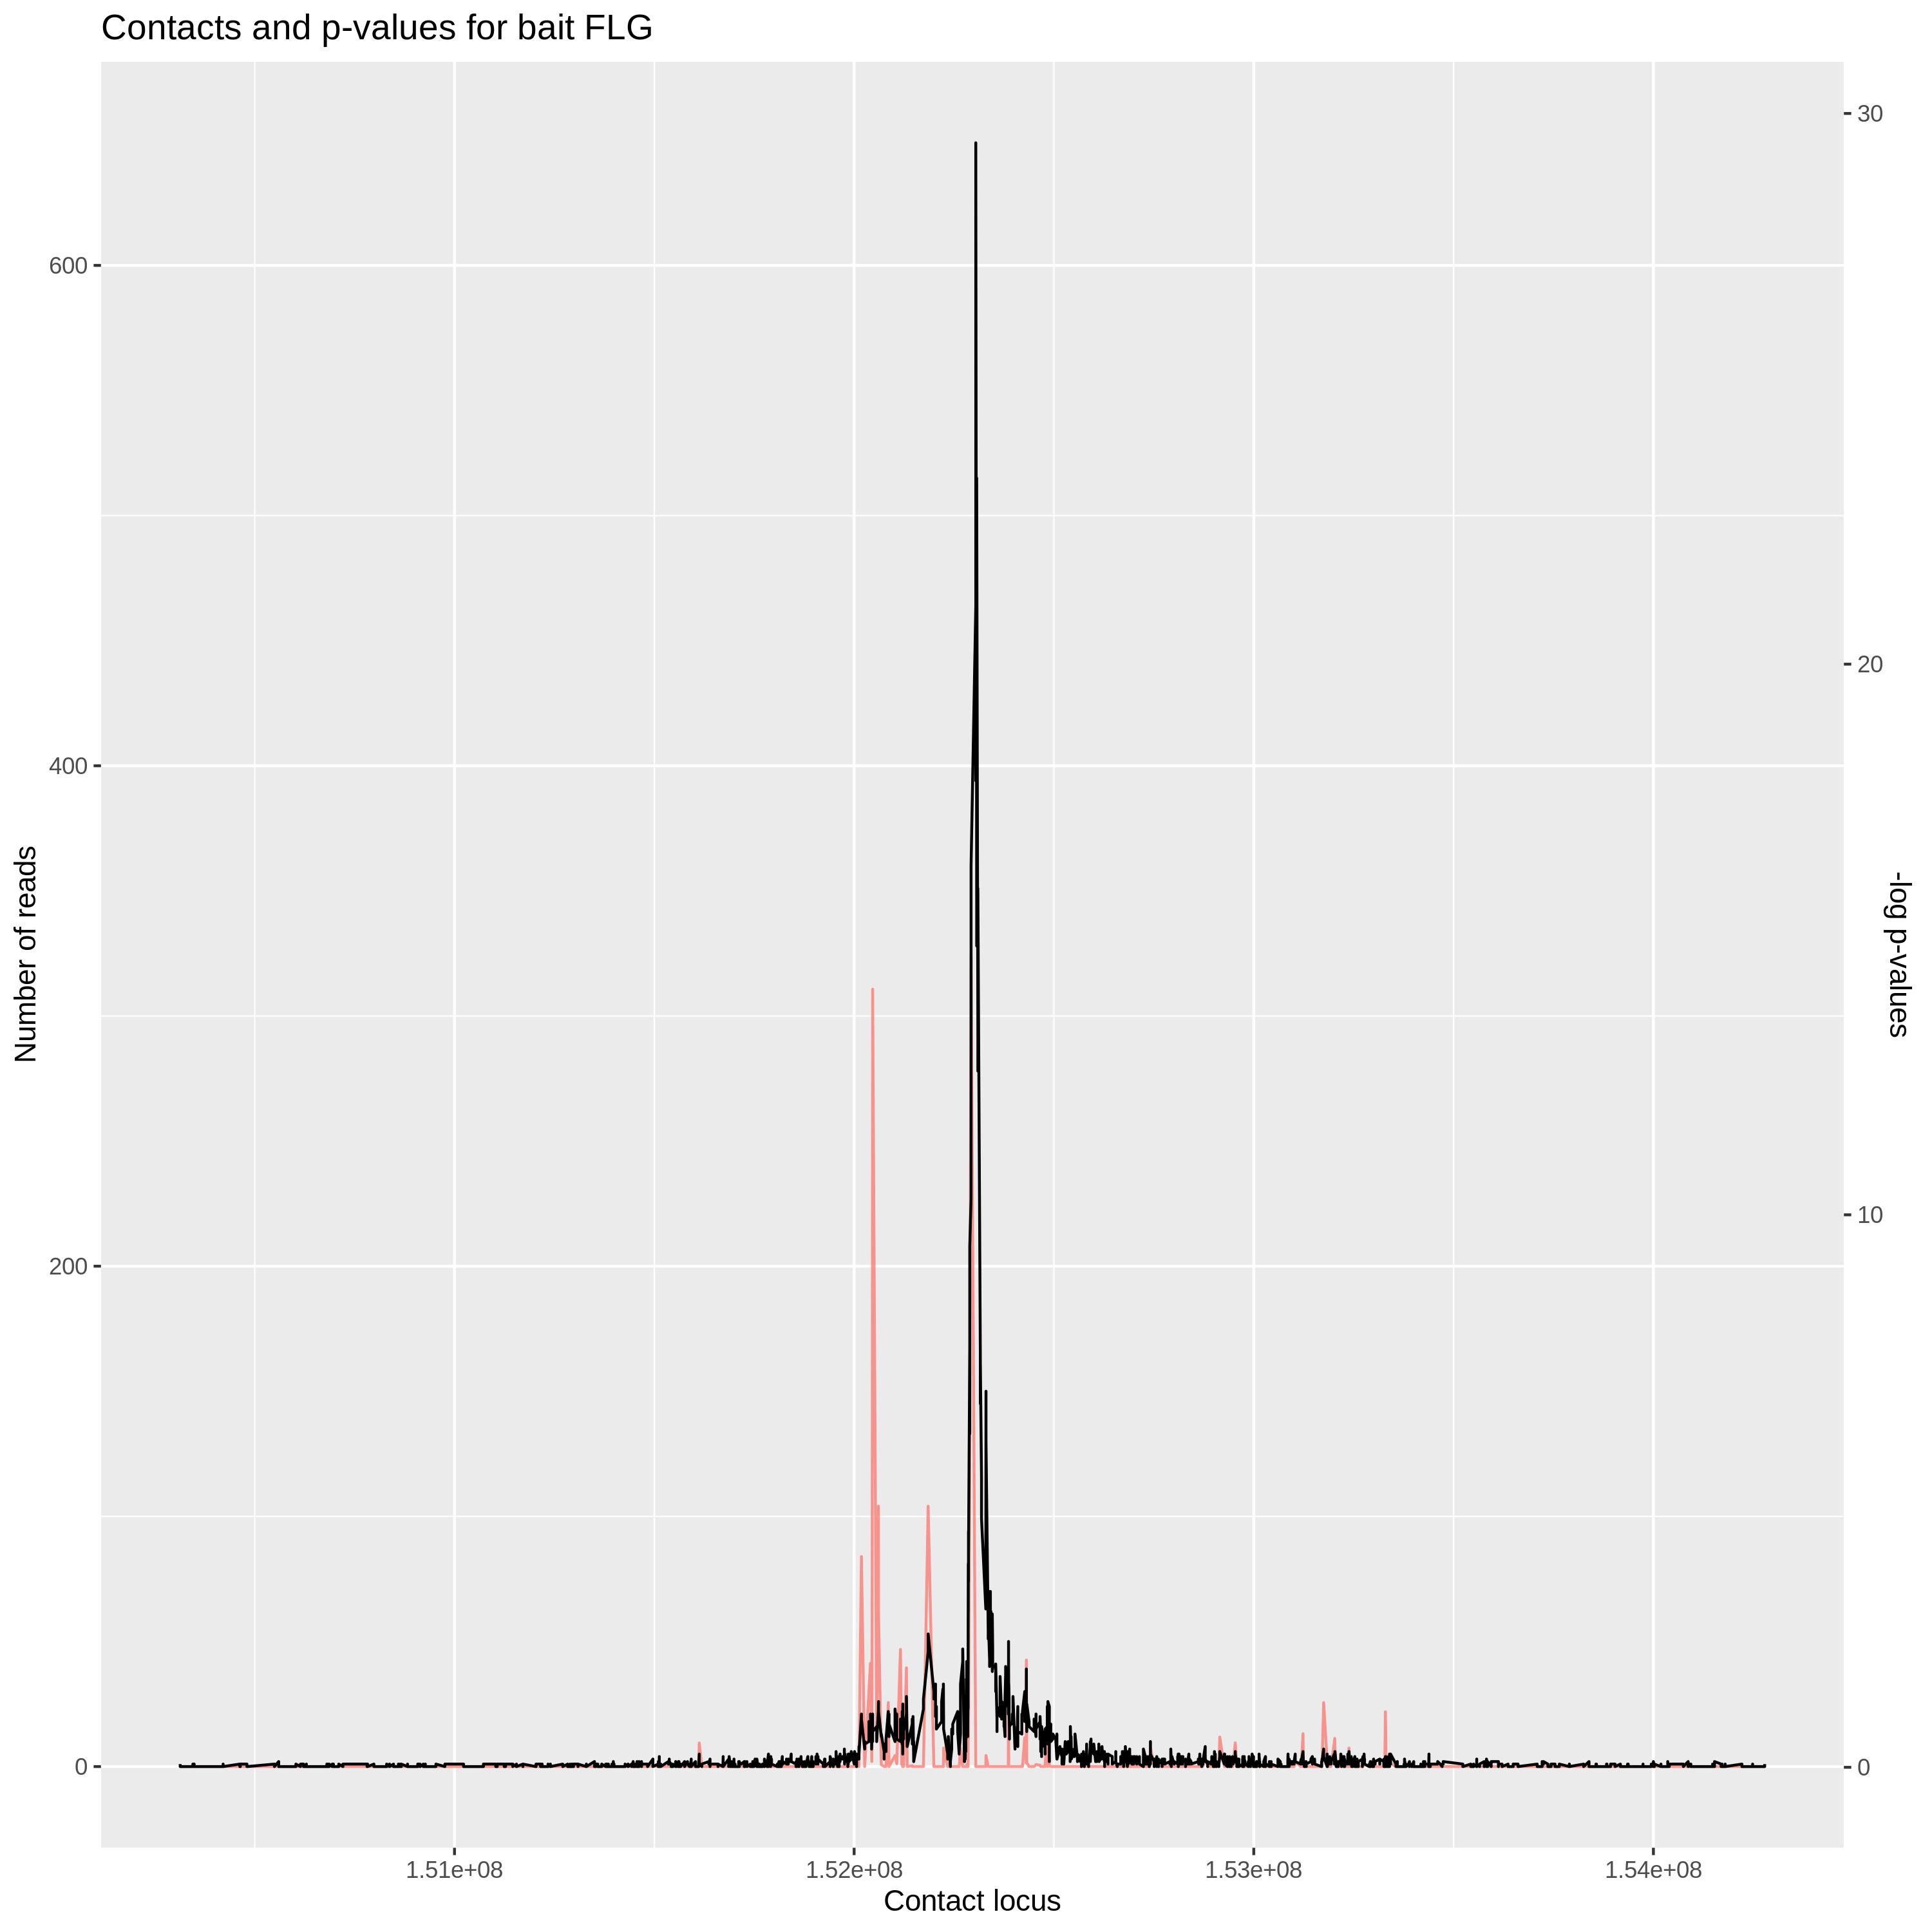 Contacts and p-values for bait FLG
30
600
20
400
Number of reads
-log p-values
10
200
0
0
1.51e+08
1.52e+08
1.53e+08
1.54e+08
Contact locus